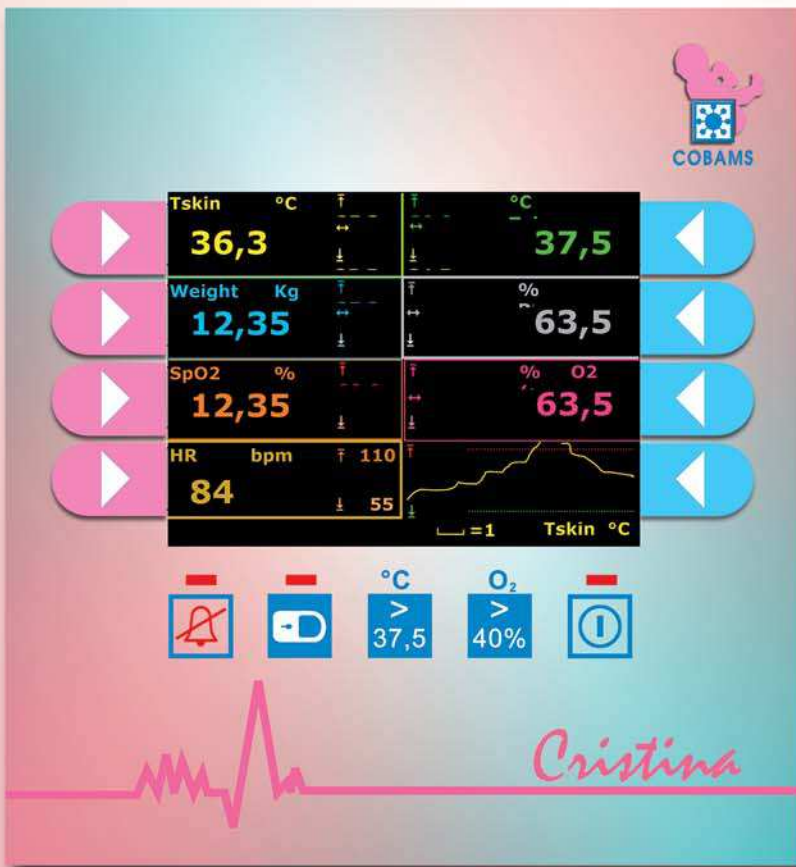 COBAMS
Tskin °C
36,3
°C
37,5
Weight Kg
12,35
%
63,5
SpO2 %
12,35
% O2
63,5
HR bpm 110
84
55
=1 Tskin °C
°C
O₂
>
37,5
>
40%
Cristina